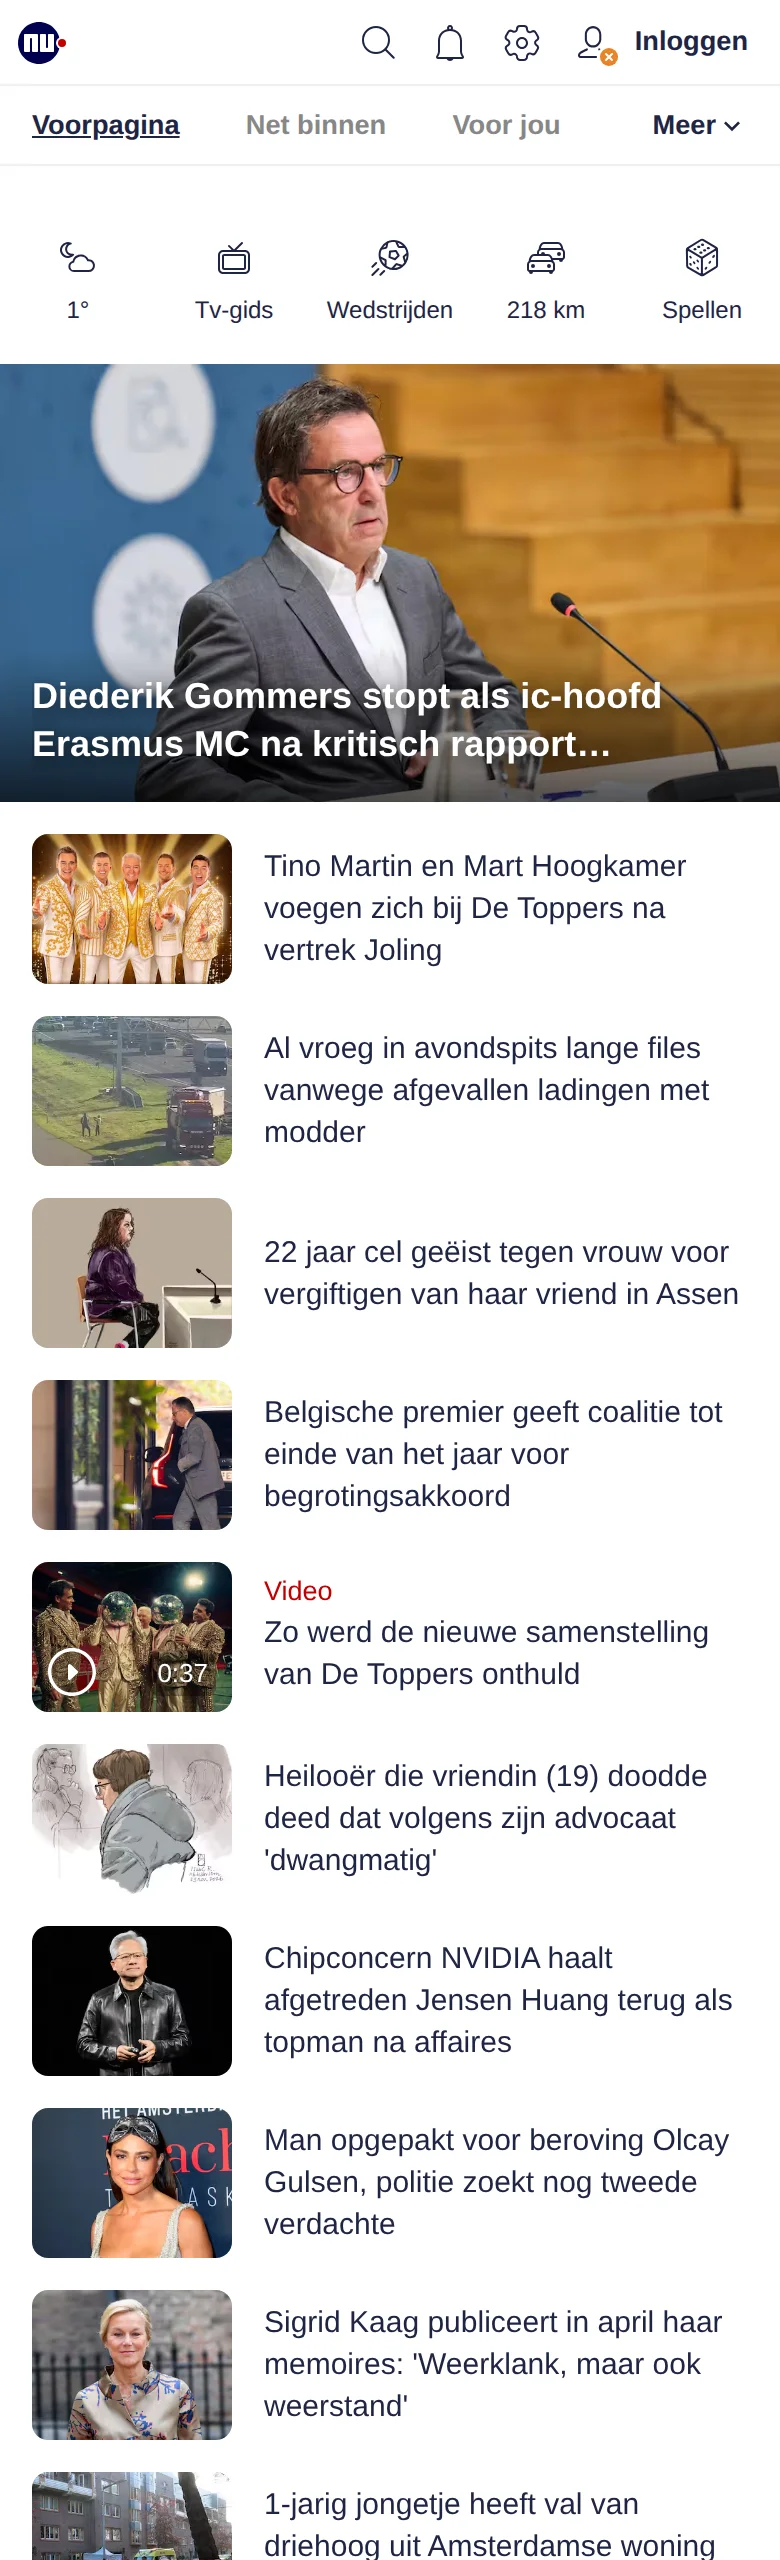 nu
Inloggen
Voorpagina
Net binnen
Voor jou
Meer
1°
Tv-gids
Wedstrijden
218 km
Spellen
Diederik Gommers stopt als ic-hoofd
Erasmus MC na kritisch rapport...
Tino Martin en Mart Hoogkamer
voegen zich bij De Toppers na
vertrek Joling
Al vroeg in avondspits lange files
vanwege afgevallen ladingen met
modder
22 jaar cel geëist tegen vrouw voor
vergiftigen van haar vriend in Assen
Belgische premier geeft coalitie tot
einde van het jaar voor
begrotingsakkoord
Video
Zo werd de nieuwe samenstelling
van De Toppers onthuld
0:37
Heilooër die vriendin (19) doodde
deed dat volgens zijn advocaat
'dwangmatig'
Chipconcern NVIDIA haalt
afgetreden Jensen Huang terug als
topman na affaires
HET AMSTERDA
Man opgepakt voor beroving Olcay
Gulsen, politie zoekt nog tweede
verdachte
Sigrid Kaag publiceert in april haar
memoires: 'Weerklank, maar ook
weerstand'
1-jarig jongetje heeft val van
driehoog uit Amsterdamse woning